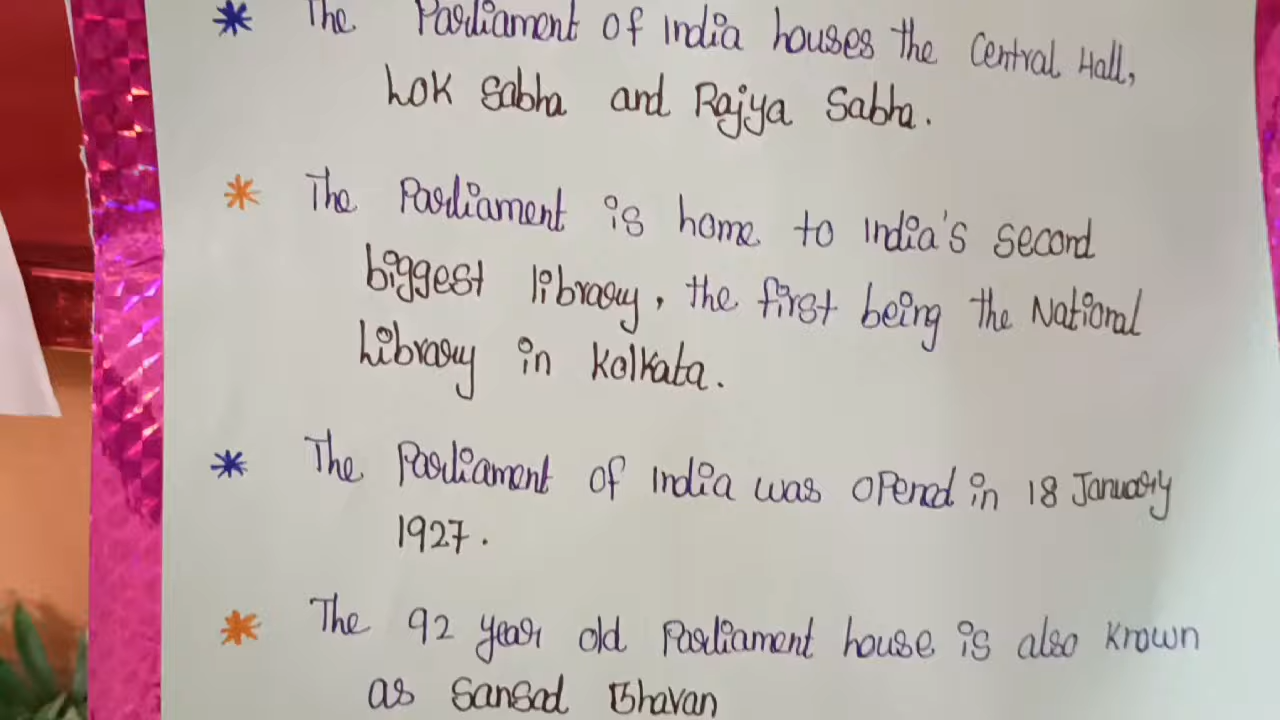 * The Parliament of India houses the Central Hall,
Lok Sabha and Rajya Sabha.
* The Parliament is home to India's second
biggest library, the first being the National
Library in Kolkata.
* The Parliament of India was opened in 18 January
1927.
* The 92 year old Parliament house is also known
as Sansad Bhavan